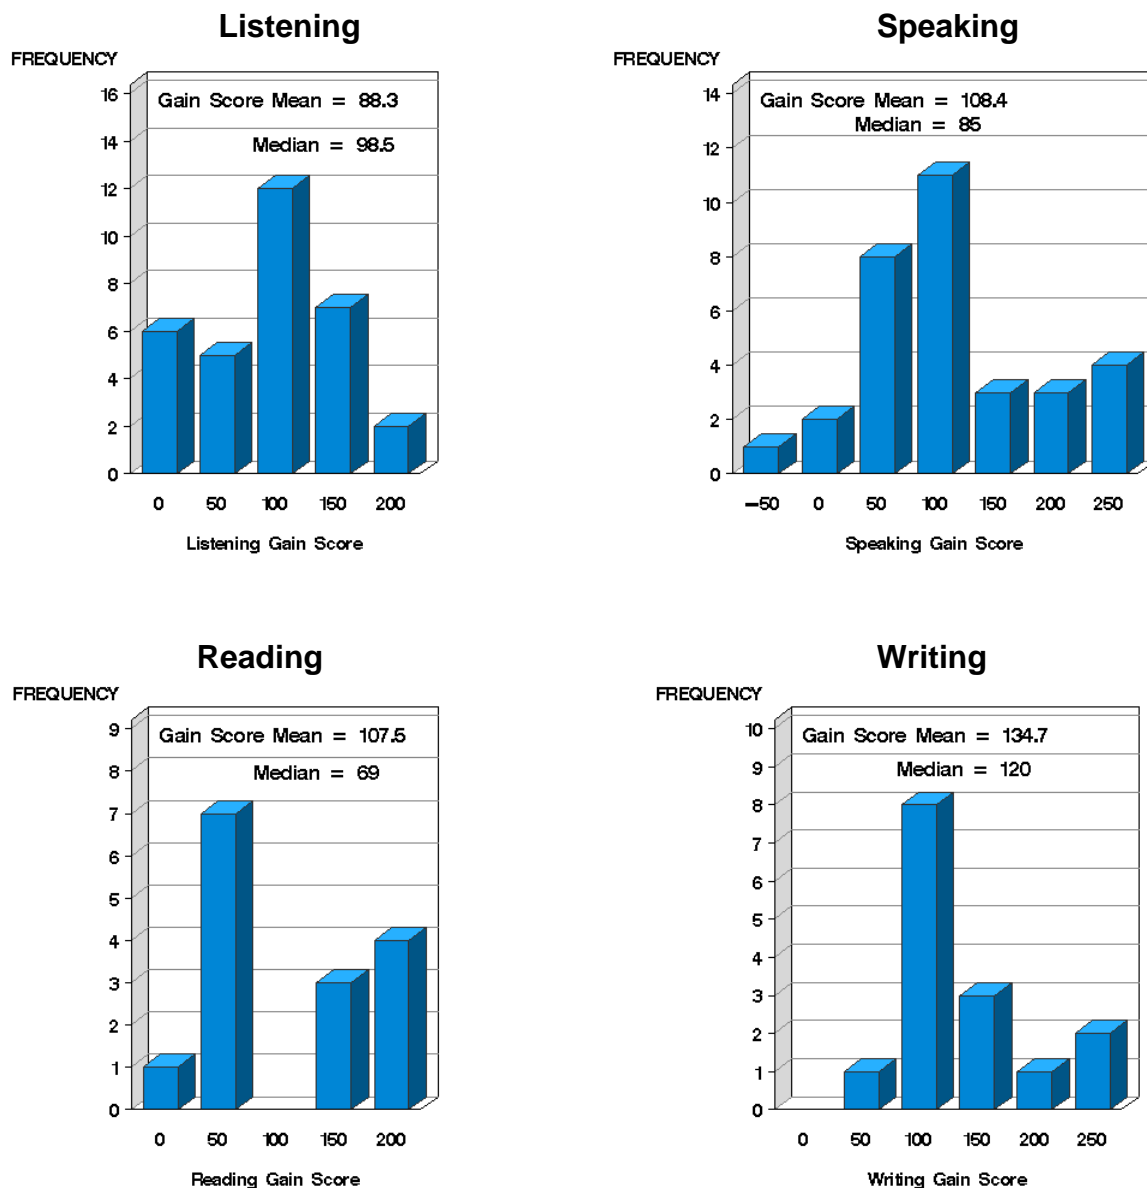 Listening
FREQUENCY
Gain Score Mean = 88.3
Median = 98.5
16
14
12
10
8
6
4
2
0
0 50 100 150 200
Listening Gain Score
Speaking
FREQUENCY
Gain Score Mean = 108.4
Median = 85
14
12
10
8
6
4
2
0
−50 0 50 100 150 200 250
Speaking Gain Score
Reading
FREQUENCY
Gain Score Mean = 107.5
Median = 69
9
8
7
6
5
4
3
2
1
0
0 50 100 150 200
Reading Gain Score
Writing
FREQUENCY
Gain Score Mean = 134.7
Median = 120
10
9
8
7
6
5
4
3
2
1
0
0 50 100 150 200 250
Writing Gain Score